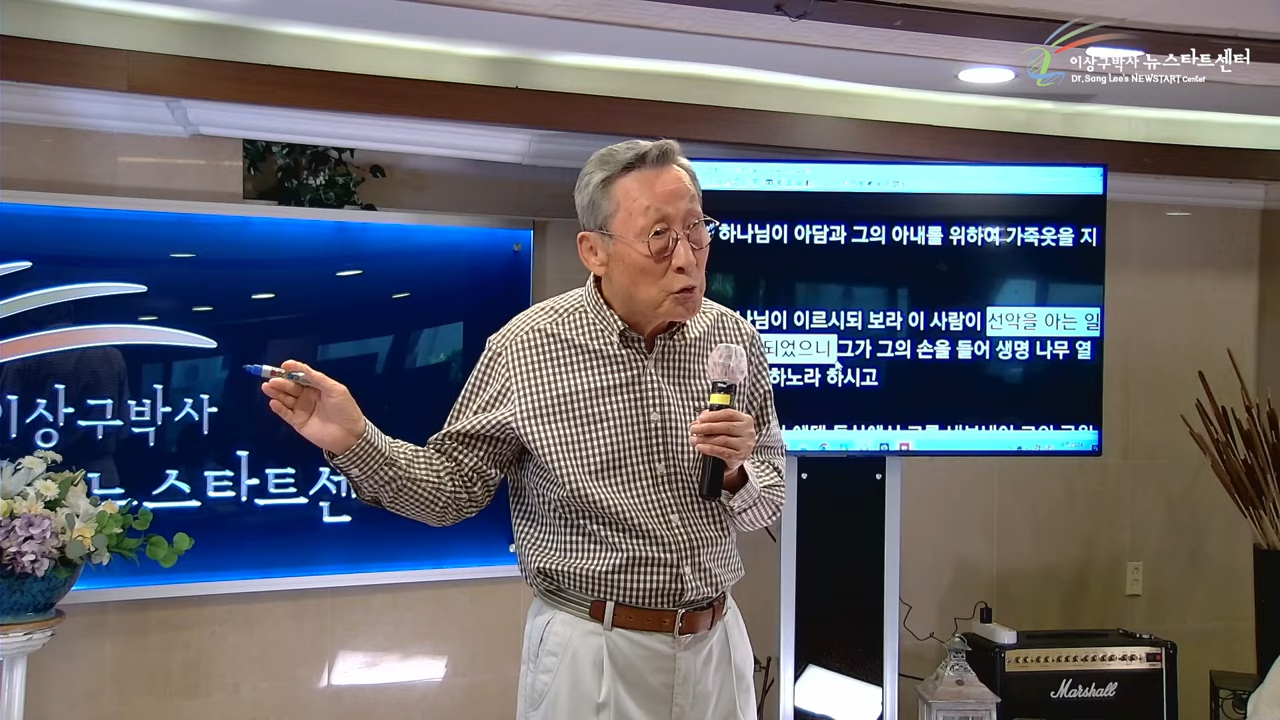 이상구박사 뉴스타트센터
Dr. Sang Lee's NEWSTART Center
하나님이 아담과 그의 아내를 위하여 가죽옷을 지
나님이 이르시되 보라 이 사람이 선악을 아는 일
되었으니 그가 그의 손을 들어 생명 나무 열
하노라 하시고
이상구박사
뉴스타트센
Marshall